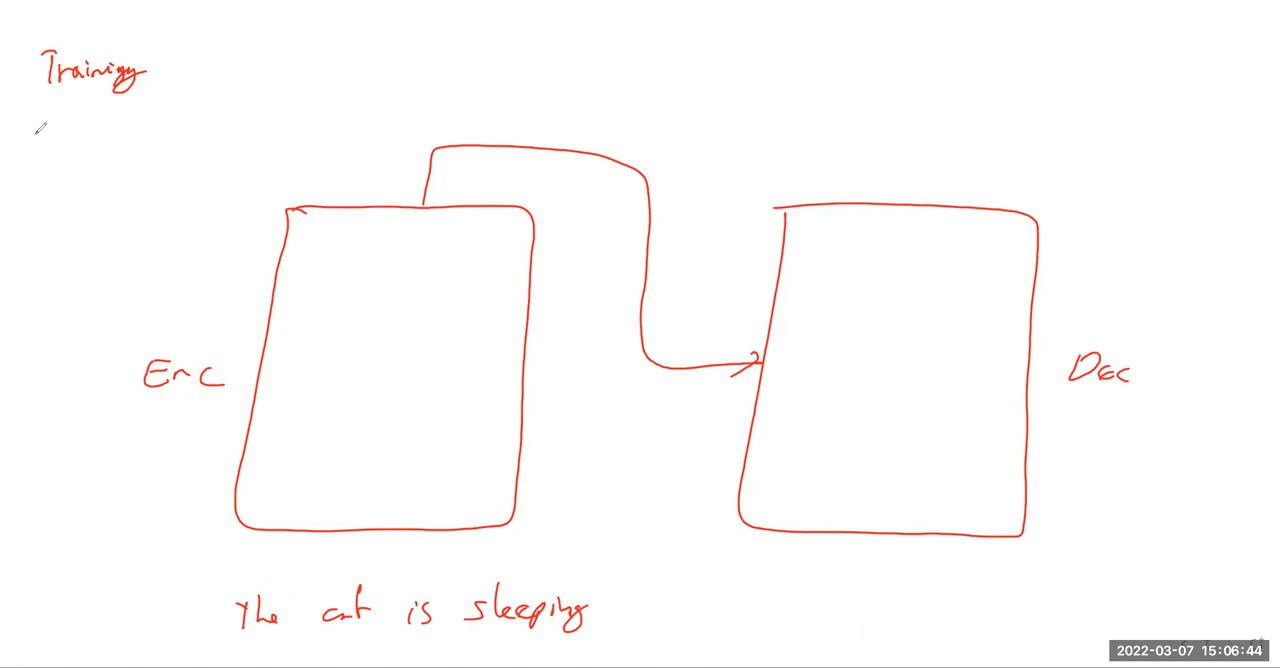 Training
Enc
Dec
The cat is sleeping
2022-03-07 15:06:44